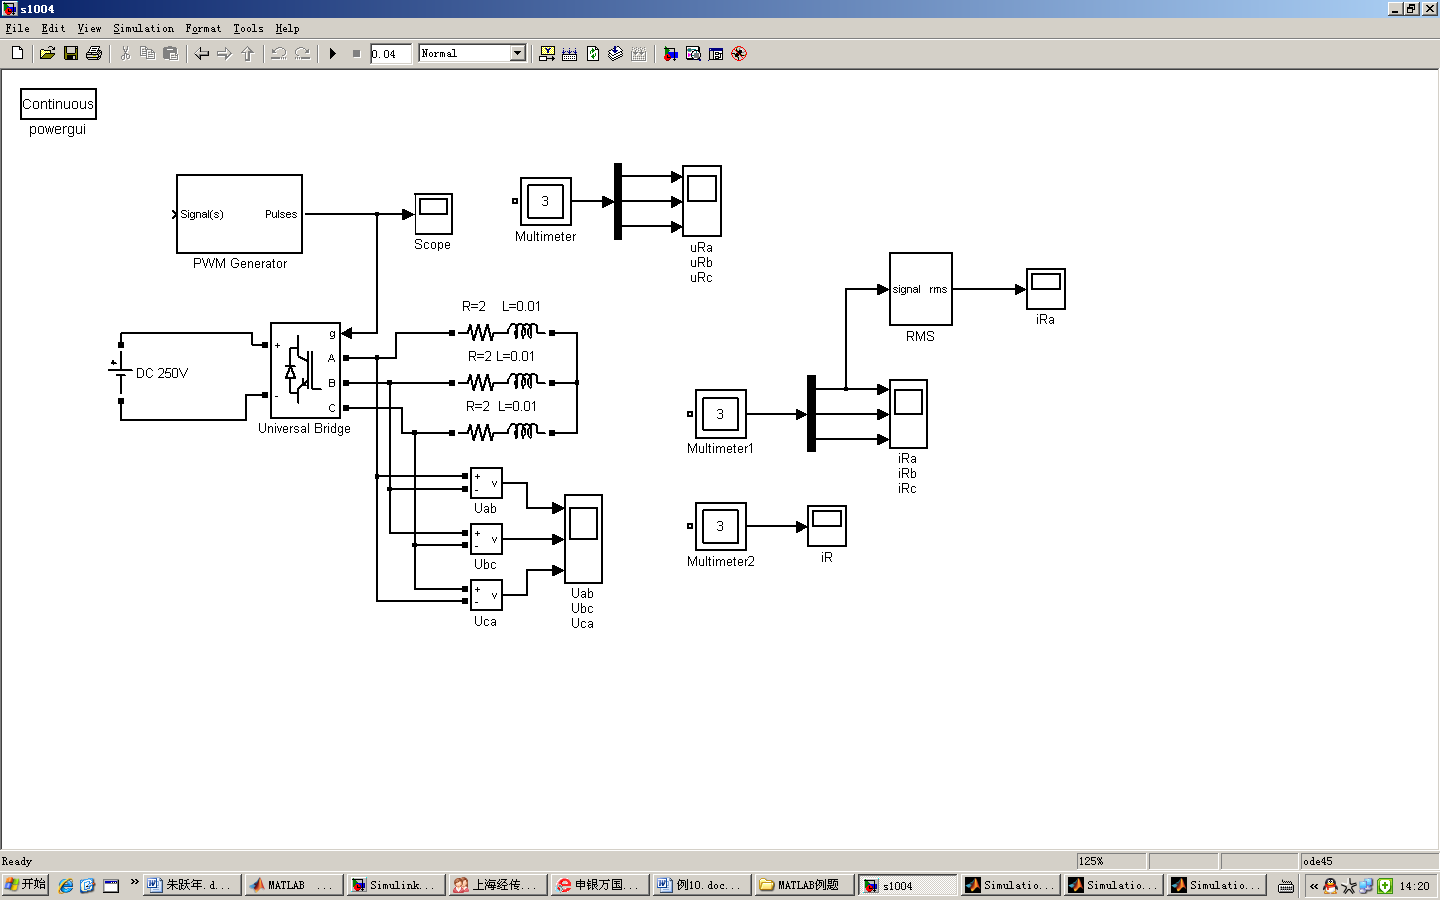 s1004
File Edit View Simulation Format Tools Help
0.04 Normal
Continuous
powergui
Signal(s) Pulses
PWM Generator
Scope
3
Multimeter
uRa
uRb
uRc
signal rms
RMS
iRa
R=2 L=0.01
g
+ A
DC 250V
R=2 L=0.01
B
- C
R=2 L=0.01
Universal Bridge
3
Multimeter1
iRa
iRb
iRc
+ - v
Uab
+ - v
Ubc
+ - v
Uca
Uab
Ubc
Uca
3
Multimeter2
iR
Ready 125% ode45
开始 朱跃年.d... MATLAB ... Simulink... 上海经传... 申银万国... 例10.doc... MATLAB例题 s1004 Simulatio... Simulatio... Simulatio... 14:20